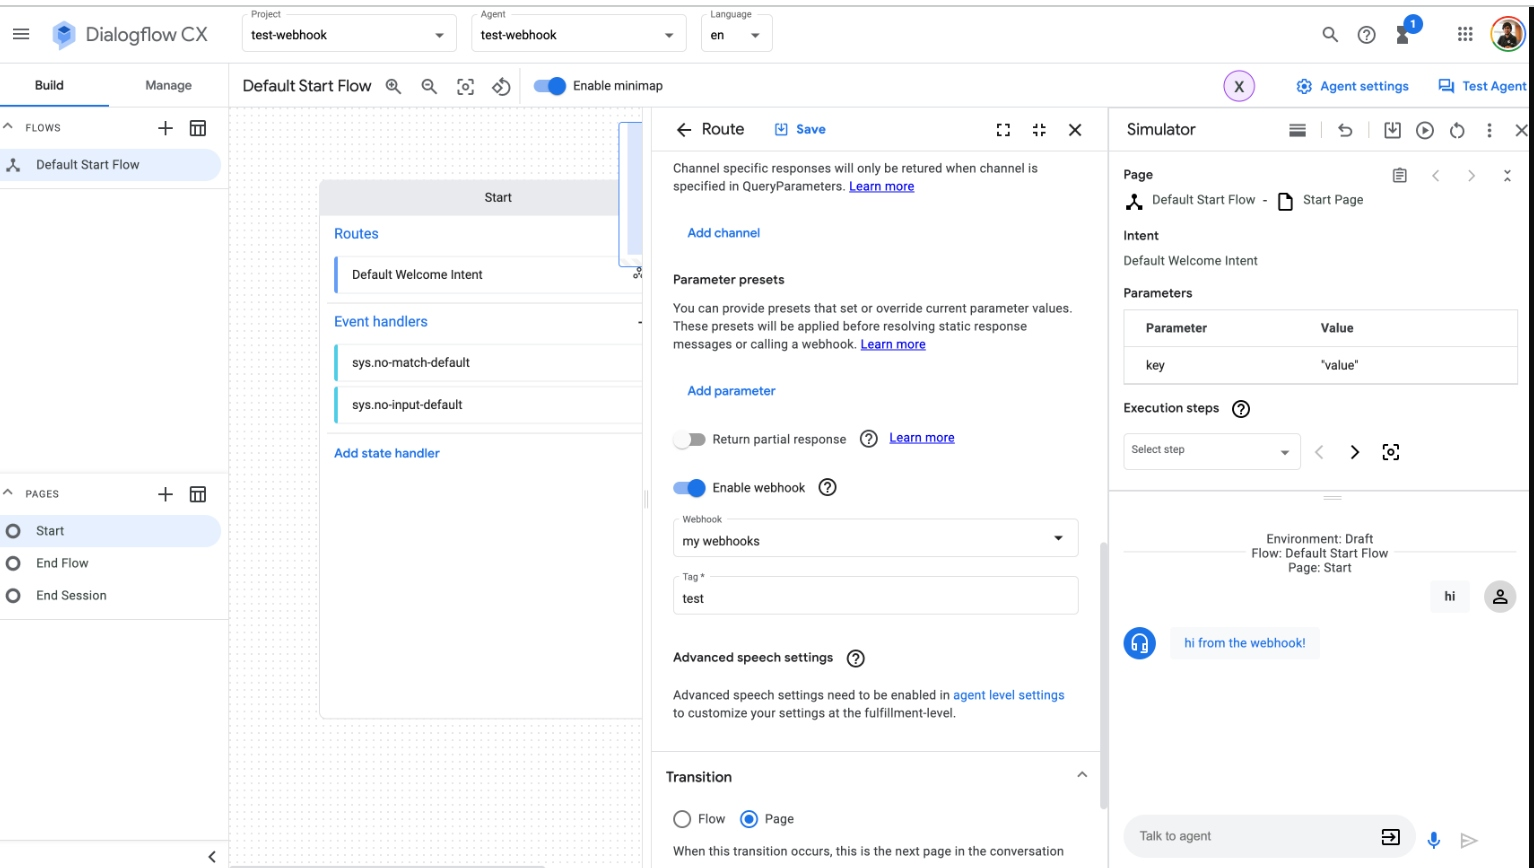 Project
Agent
Language
Dialogflow CX
test-webhook
test-webhook
en
1
Build
Manage
Default Start Flow
Enable minimap
X
Agent settings
Test Agent
FLOWS
Default Start Flow
PAGES
Start
End Flow
End Session
Start
Routes
Default Welcome Intent
Event handlers
sys.no-match-default
sys.no-input-default
Add state handler
Route
Save
Channel specific responses will only be retured when channel is
specified in QueryParameters. Learn more
Add channel
Parameter presets
You can provide presets that set or override current parameter values.
These presets will be applied before resolving static response
messages or calling a webhook. Learn more
Add parameter
Return partial response
Learn more
Enable webhook
Webhook
my webhooks
Tag *
test
Advanced speech settings
Advanced speech settings need to be enabled in agent level settings
to customize your settings at the fulfillment-level.
Transition
Flow
Page
When this transition occurs, this is the next page in the conversation
Simulator
Page
Default Start Flow - Start Page
Intent
Default Welcome Intent
Parameters
Parameter Value
key "value"
Execution steps
Select step
Environment: Draft
Flow: Default Start Flow
Page: Start
hi
hi from the webhook!
Talk to agent